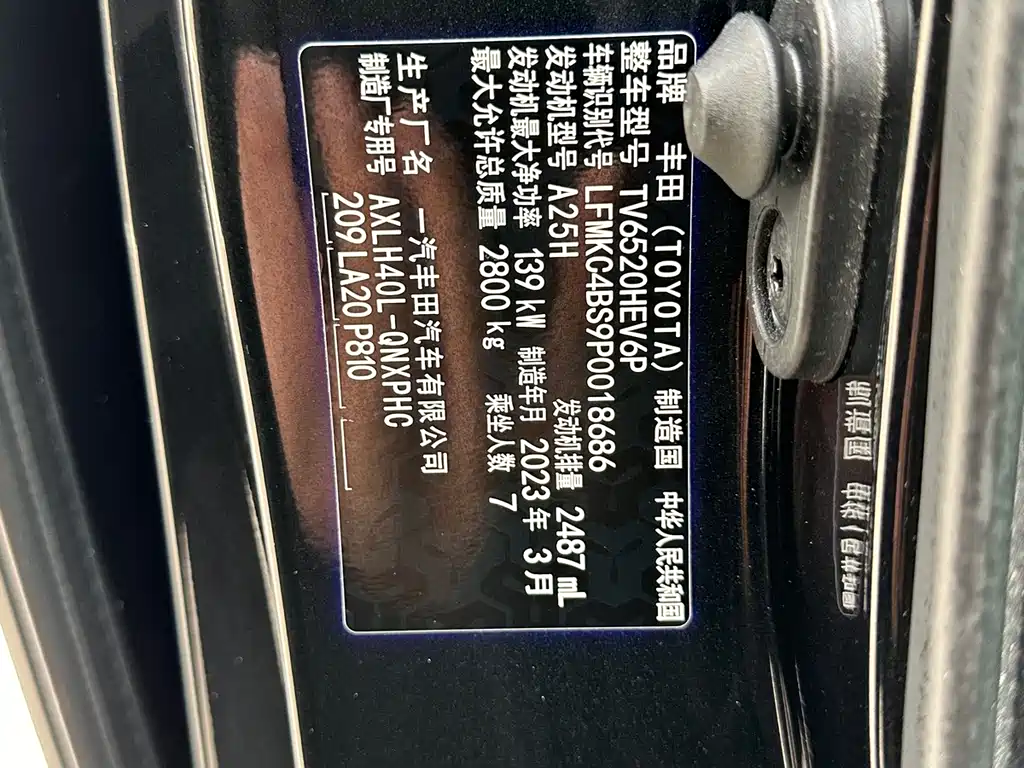 品牌 丰田 (TOYOTA) 制造国 中华人民共和国
整车型号 TV6520HEV6P
车辆识别代号 LFMKCC4BS9P0018686
发动机型号 A25H 发动机排量 2487 mL
发动机最大净功率 139 kW 制造年月 2023年 3月
最大允许总质量 2800 kg 乘坐人数 7
生产厂名 一汽丰田汽车有限公司
制造厂专用号 AXLH40L-QNXPHC
209 LA20 P810